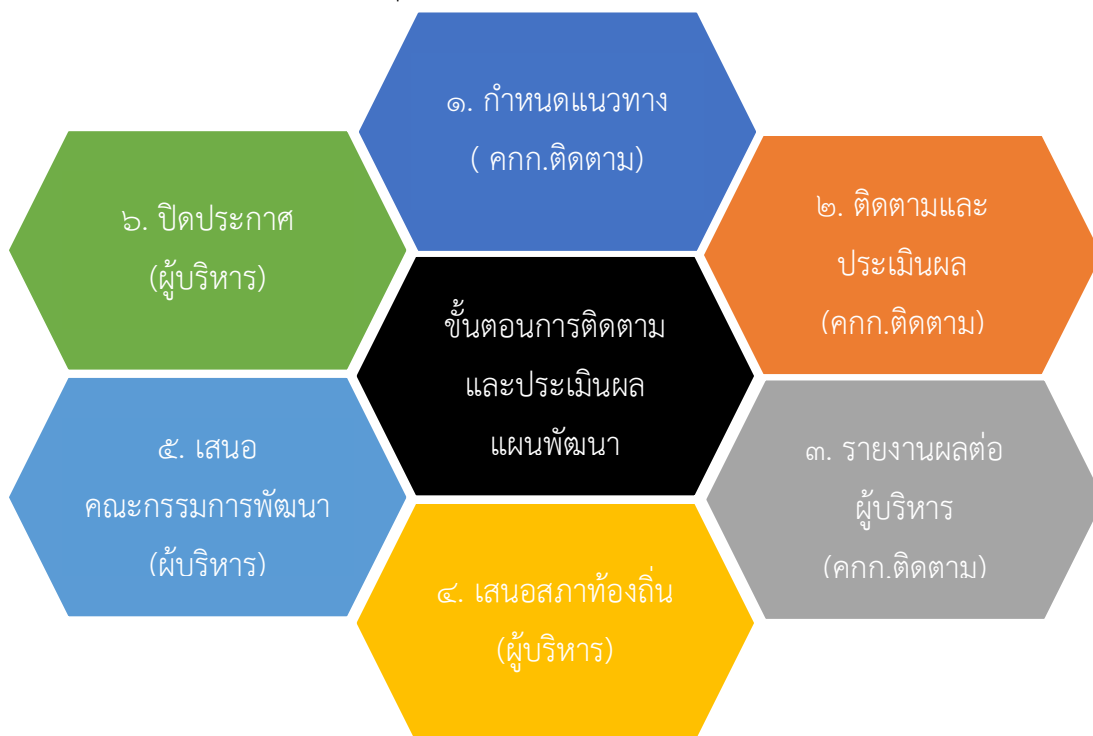 ๑. กำหนดแนวทาง
( คกก.ติดตาม)
๒. ติดตามและ
ประเมินผล
(คกก.ติดตาม)
๓. รายงานผลต่อ
ผู้บริหาร
(คกก.ติดตาม)
๔. เสนอสภาท้องถิ่น
(ผู้บริหาร)
๕. เสนอ
คณะกรรมการพัฒนา
(ผู้บริหาร)
๖. ปิดประกาศ
(ผู้บริหาร)
ขั้นตอนการติดตาม
และประเมินผล
แผนพัฒนา